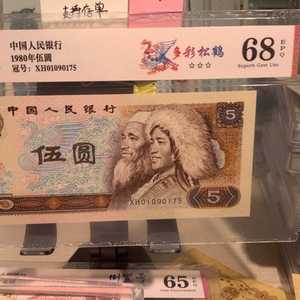 中国人民银行
1980年伍圆
冠号：XH01090175
多彩松鹤
☆☆☆
68
EPQ
Superb Gem Unc
中国人民银行
伍圆
5
XH01090175
5
65
EPQ